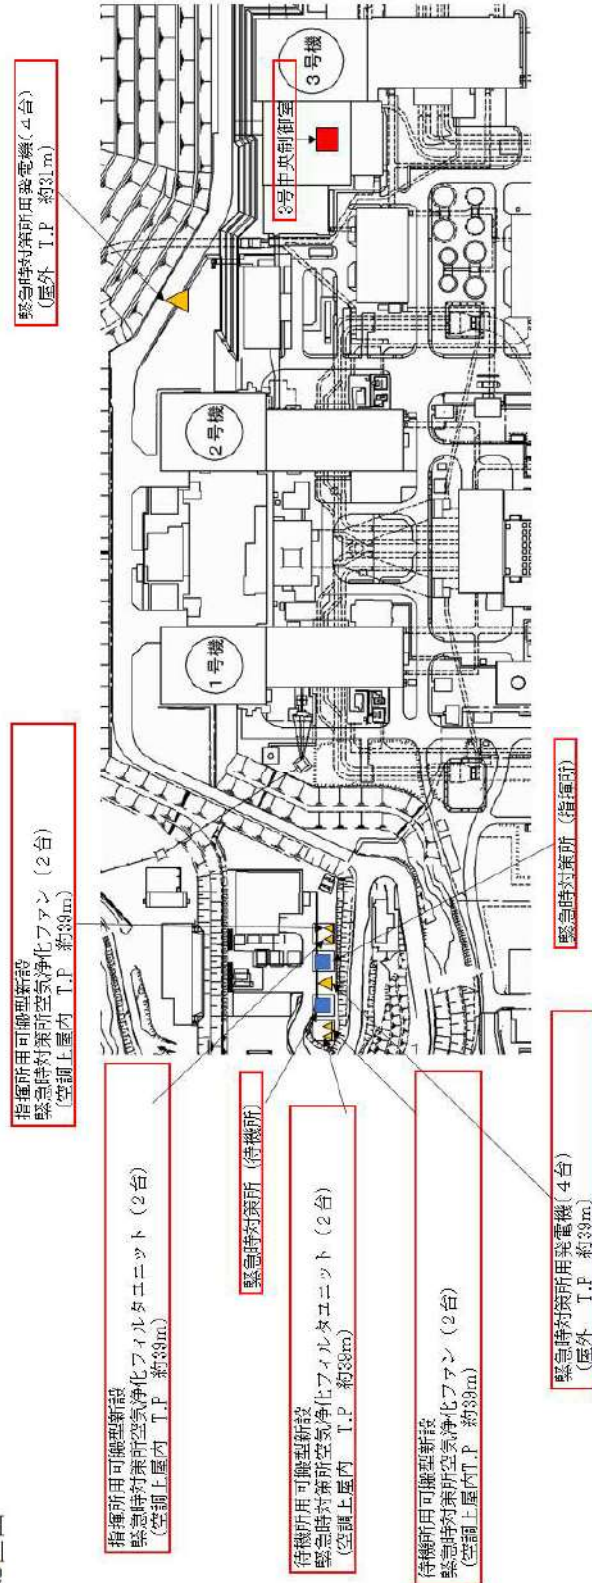 緊急時対策所用発電機(4台)
(屋外 T.P 約31m)
3号中央制御室
3号機
2号機
1号機
指揮所用可搬型新設
緊急時対策所空気浄化ファン(2台)
(空調上屋内 T.P 約39m)
指揮所用可搬型新設
緊急時対策所空気浄化フィルタユニット(2台)
(空調上屋内 T.P 約39m)
緊急時対策所(待機所)
待機所用可搬型新設
緊急時対策所空気浄化フィルタユニット(2台)
(空調上屋内 T.P 約39m)
待機所用可搬型新設
緊急時対策所空気浄化ファン(2台)
(空調上屋内T.P 約39m)
緊急時対策所(指揮所)
緊急時対策所用発電機(4台)
(屋外 T.P 約39m)